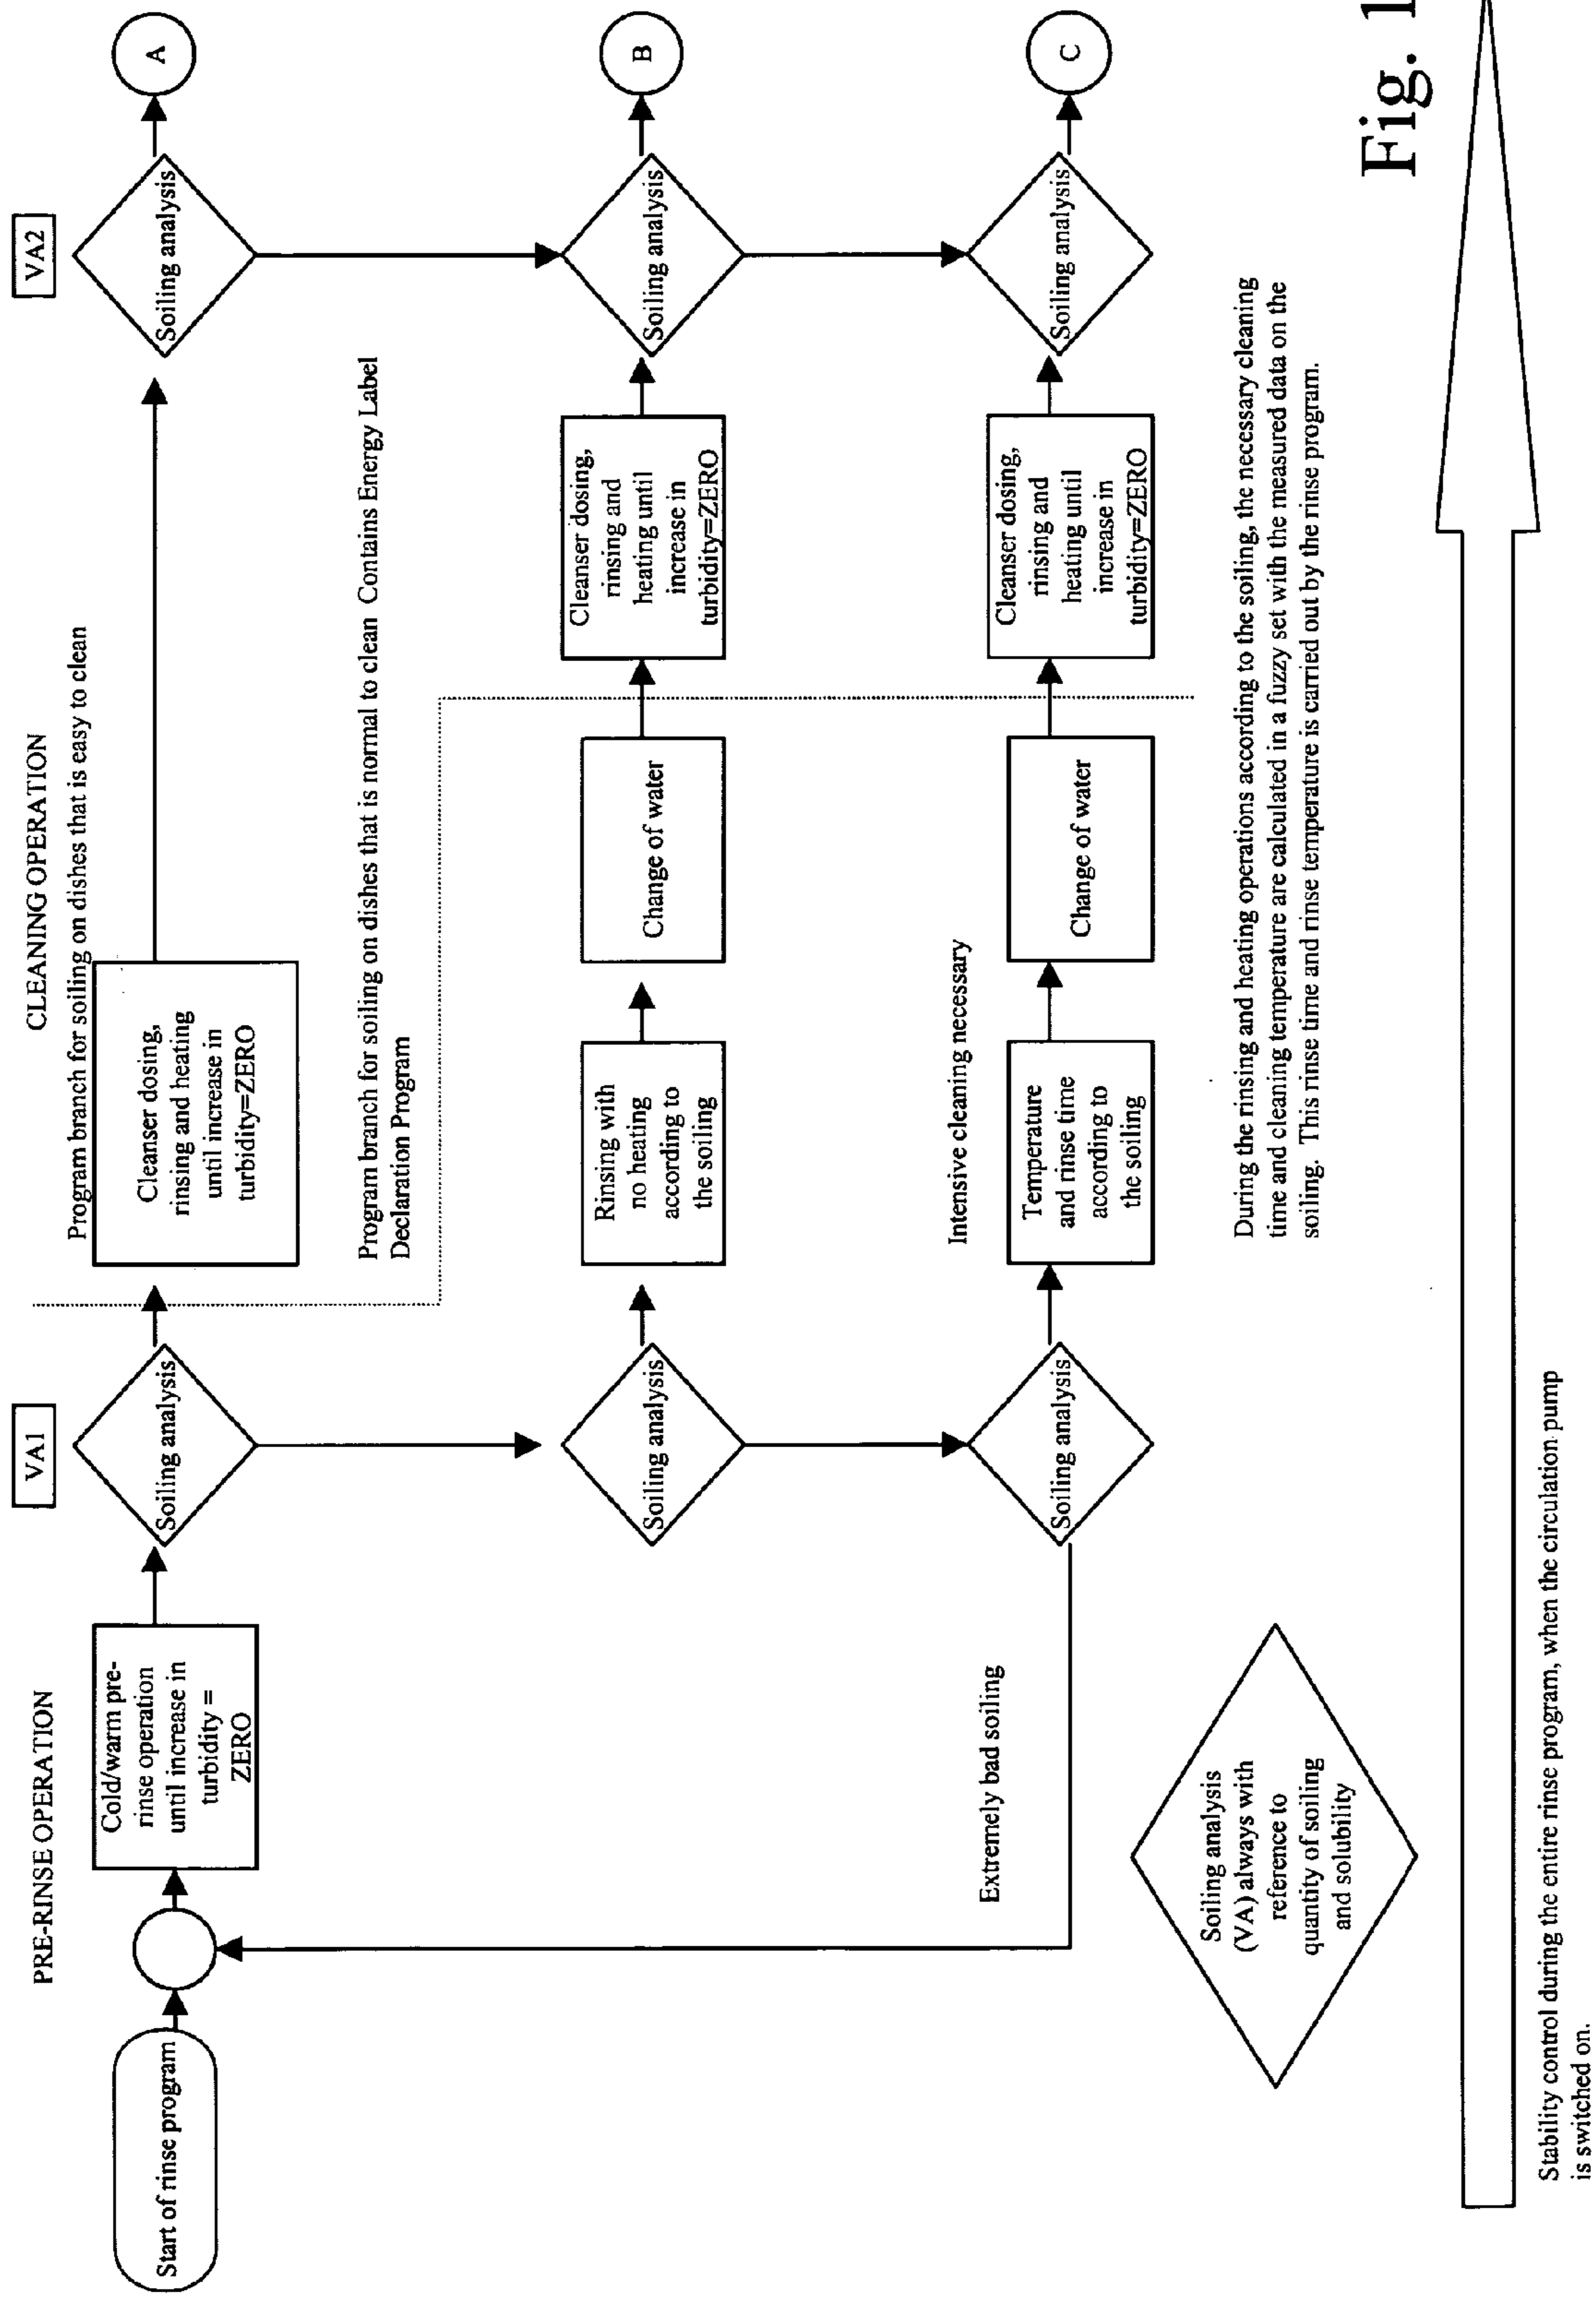 PRE-RINSE OPERATION
VA1
CLEANING OPERATION
VA2
Program branch for soiling on dishes that is easy to clean
Start of rinse program
Cold/warm pre-
rinse operation
until increase in
turbidity =
ZERO
Soiling analysis
Cleanser dosing,
rinsing and heating
until increase in
turbidity=ZERO
Soiling analysis
A
Program branch for soiling on dishes that is normal to clean  Contains Energy Label
Declaration Program
Soiling analysis
Rinsing with
no heating
according to
the soiling
Change of water
Cleanser dosing,
rinsing and
heating until
increase in
turbidity=ZERO
Soiling analysis
B
Extremely bad soiling
Intensive cleaning necessary
Soiling analysis
Temperature
and rinse time
according to
the soiling
Change of water
Cleanser dosing,
rinsing and
heating until
increase in
turbidity=ZERO
Soiling analysis
C
Soiling analysis
(VA) always with
reference to
quantity of soiling
and solubility
During the rinsing and heating operations according to the soiling, the necessary cleaning
time and cleaning temperature are calculated in a fuzzy set with the measured data on the
soiling.  This rinse time and rinse temperature is carried out by the rinse program.
Fig. 1
Stability control during the entire rinse program, when the circulation pump
is switched on.